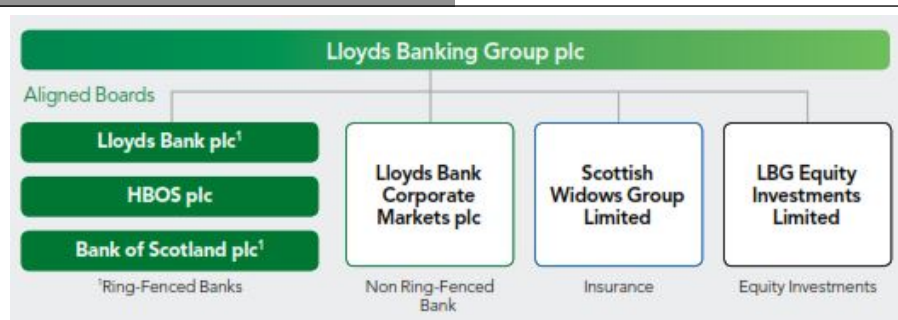 Lloyds Banking Group plc
Aligned Boards
Lloyds Bank plc¹
HBOS plc
Bank of Scotland plc¹
¹Ring-Fenced Banks
Lloyds Bank
Corporate
Markets plc
Non Ring-Fenced
Bank
Scottish
Widows Group
Limited
Insurance
LBG Equity
Investments
Limited
Equity Investments